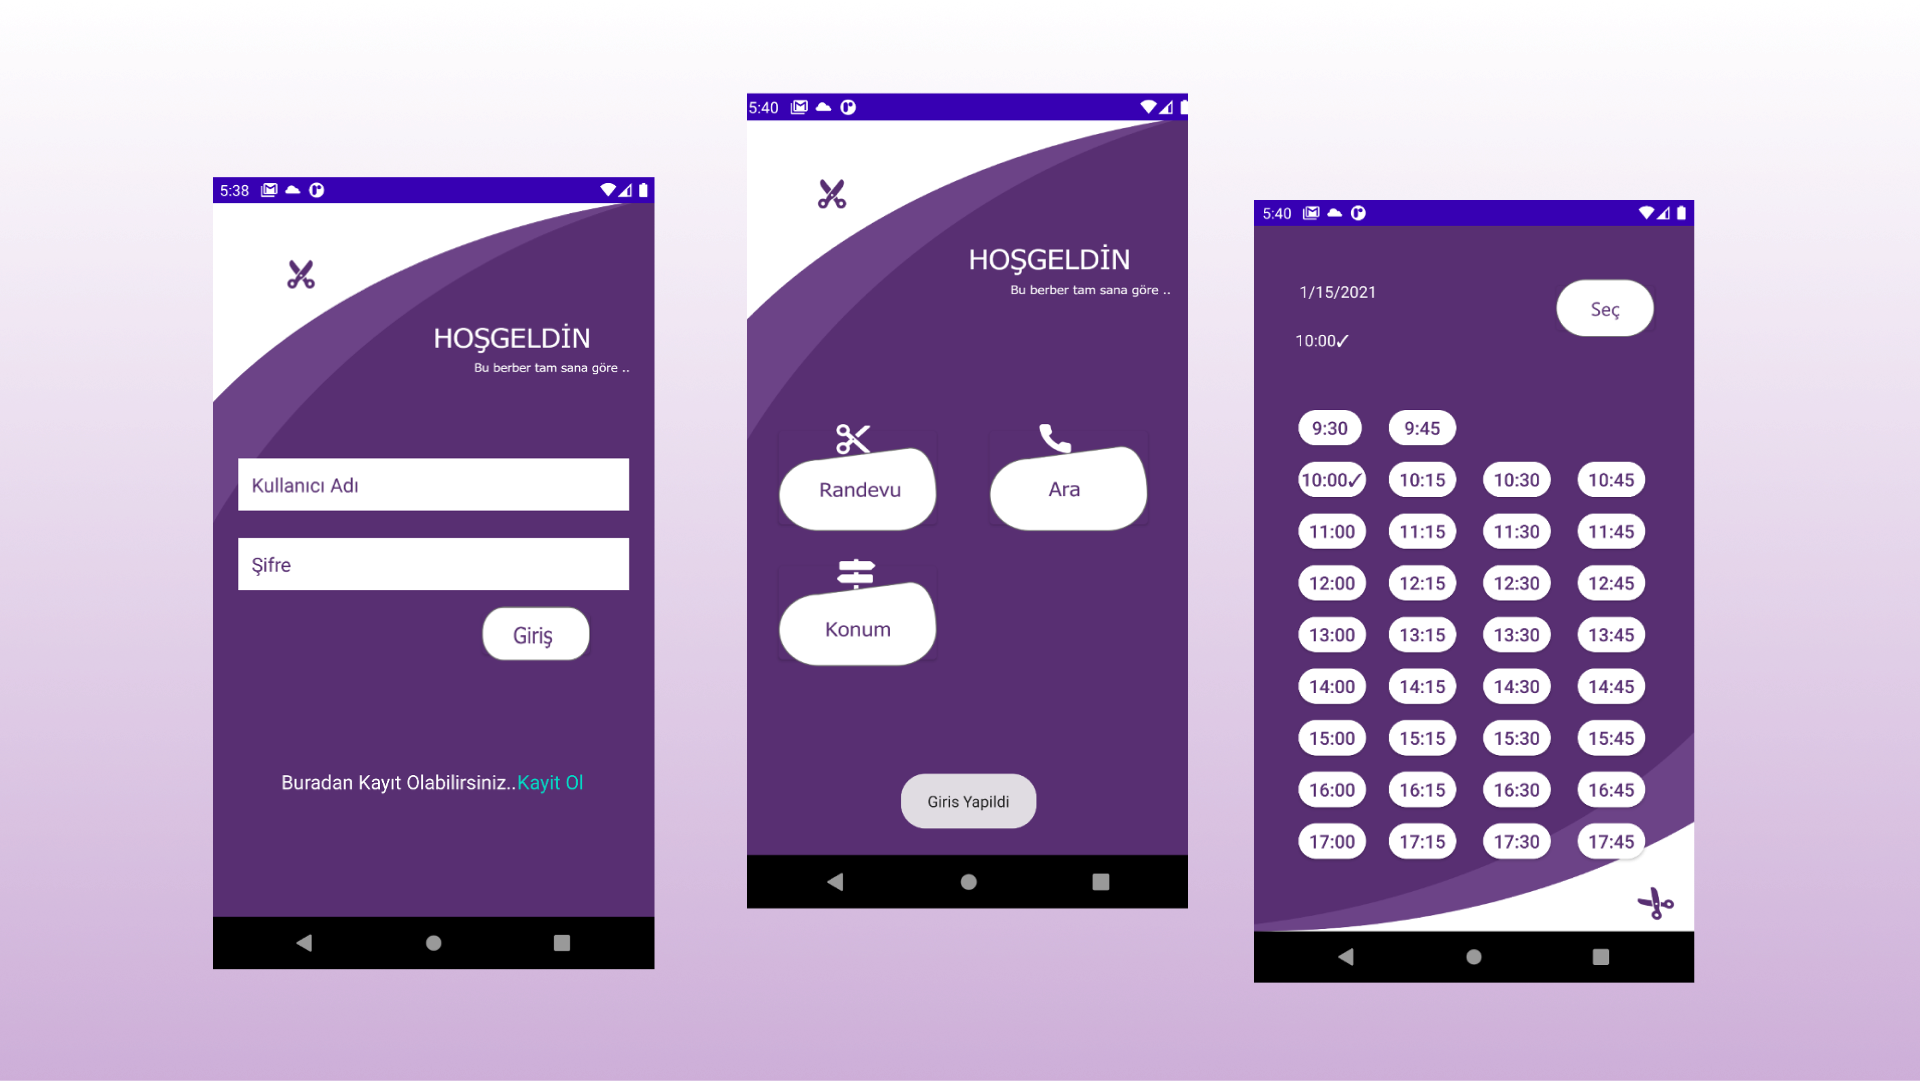 5:38
HOŞGELDİN
Bu berber tam sana göre ..
Kullanıcı Adı
Şifre
Giriş
Buradan Kayıt Olabilirsiniz..Kayit Ol
5:40
HOŞGELDİN
Bu berber tam sana göre ..
Randevu Ara
Konum
Giris Yapildi
5:40
1/15/2021
Seç
10:00✓
9:30 9:45
10:00✓ 10:15 10:30 10:45
11:00 11:15 11:30 11:45
12:00 12:15 12:30 12:45
13:00 13:15 13:30 13:45
14:00 14:15 14:30 14:45
15:00 15:15 15:30 15:45
16:00 16:15 16:30 16:45
17:00 17:15 17:30 17:45